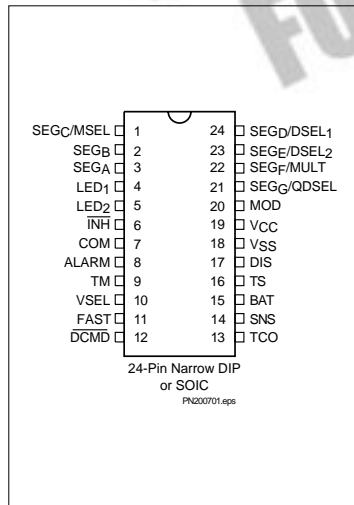 FU
SEGC/MSEL 1 24 SEGD/DSEL1
SEGB 2 23 SEGE/DSEL2
SEGA 3 22 SEGF/MULT
LED1 4 21 SEGG/QDSEL
LED2 5 20 MOD
INH 6 19 VCC
COM 7 18 VSS
ALARM 8 17 DIS
TM 9 16 TS
VSEL 10 15 BAT
FAST 11 14 SNS
DCMD 12 13 TCO
24-Pin Narrow DIP
or SOIC
PN200701.eps